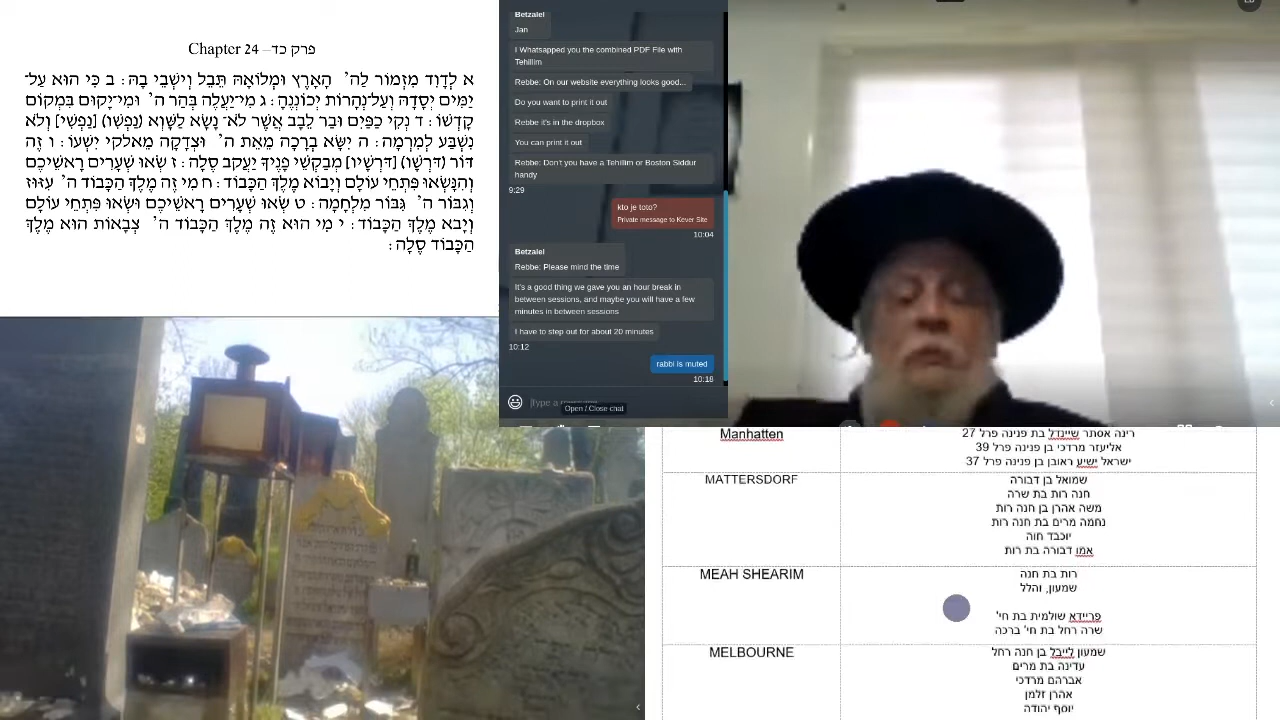 Chapter 24 – פרק כד
א לְדָוִד מִזְמוֹר לַה' הָאָרֶץ וּמְלוֹאָהּ תֵּבֵל וְיֹשְׁבֵי בָהּ: ב כִּי הוּא עַל־
יַמִּים יְסָדָהּ וְעַל־נְהָרוֹת יְכוֹנְנֶהָ: ג מִי־יַעֲלֶה בְהַר ה' וּמִי־יָקוּם בִּמְקוֹם
קָדְשׁוֹ: ד נְקִי כַפַּיִם וּבַר לֵבָב אֲשֶׁר לֹא־נָשָׂא לַשָּׁוְא (נַפְשִׁו) [נַפְשִׁי] וְלֹא
נִשְׁבַּע לְמִרְמָה: ה יִשָּׂא בְרָכָה מֵאֵת ה' וּצְדָקָה מֵאלֹקֵי יִשְׁעוֹ: ו זֶה
דּוֹר (דֹּרְשָׁו) [דֹּרְשָׁיו] מְבַקְשֵׁי פָנֶיךָ יַעֲקֹב סֶלָה: ז שְׂאוּ שְׁעָרִים רָאשֵׁיכֶם
וְהִנָּשְׂאוּ פִּתְחֵי עוֹלָם וְיָבוֹא מֶלֶךְ הַכָּבוֹד: ח מִי זֶה מֶלֶךְ הַכָּבוֹד ה' עִזּוּז
וְגִבּוֹר ה' גִּבּוֹר מִלְחָמָה: ט שְׂאוּ שְׁעָרִים רָאשֵׁיכֶם וּשְׂאוּ פִּתְחֵי עוֹלָם
וְיָבֹא מֶלֶךְ הַכָּבוֹד: י מִי הוּא זֶה מֶלֶךְ הַכָּבוֹד ה' צְבָאוֹת הוּא מֶלֶךְ
הַכָּבוֹד סֶלָה:
Betzalel
Jan
I Whatsapped you the combined PDF File with
Tehillim
Rebbe: On our website everything looks good...
Do you want to print it out
Rebbe it's in the dropbox
You can print it out
Rebbe: Don't you have a Tehillim or Boston Siddur
handy
9:29
kto je toto?
Private message to Kever Site
10:04
Betzalel
Rebbe: Please mind the time
It's a good thing we gave you an hour break in
between sessions, and maybe you will have a few
minutes in between sessions
I have to step out for about 20 minutes
10:12
rabbi is muted
10:18
Type a message
Open / Close chat
Manhatten
רינה אסתר שיינדל בת פנינה פרל 27
אליעזר מרדכי בן פנינה פרל 39
ישראל ישיע ראובן בן פנינה פרל 37
MATTERSDORF
שמואל בן דבורה
חנה רות בת שרה
משה אהרן בן חנה רות
נחמה מרים בת חנה רות
יוכבד חוה
אמו דבורה בת רות
MEAH SHEARIM
רות בת חנה
שמעון, והלל
פריידא שולמית בת חי'
שרה רחל בת חי' ברכה
MELBOURNE
שמעון לייבל בן חנה רחל
עדינה בת מרים
אברהם מרדכי
אהרן זלמן
יוסף יהודה